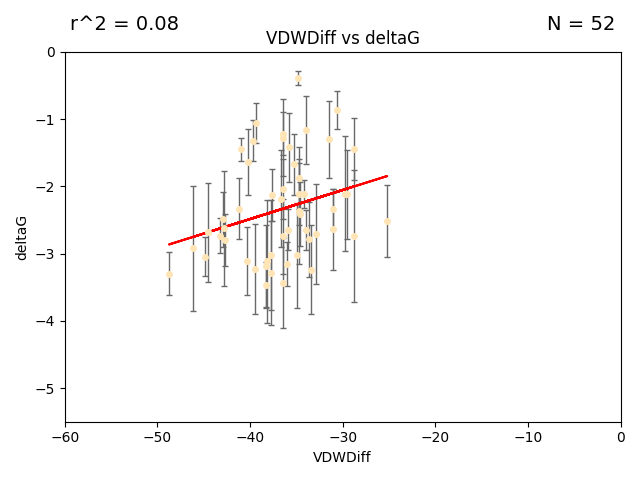 r^2 = 0.08
N = 52
VDWDiff vs deltaG
0
−1
−2
−3
−4
−5
deltaG
−60 −50 −40 −30 −20 −10 0
VDWDiff